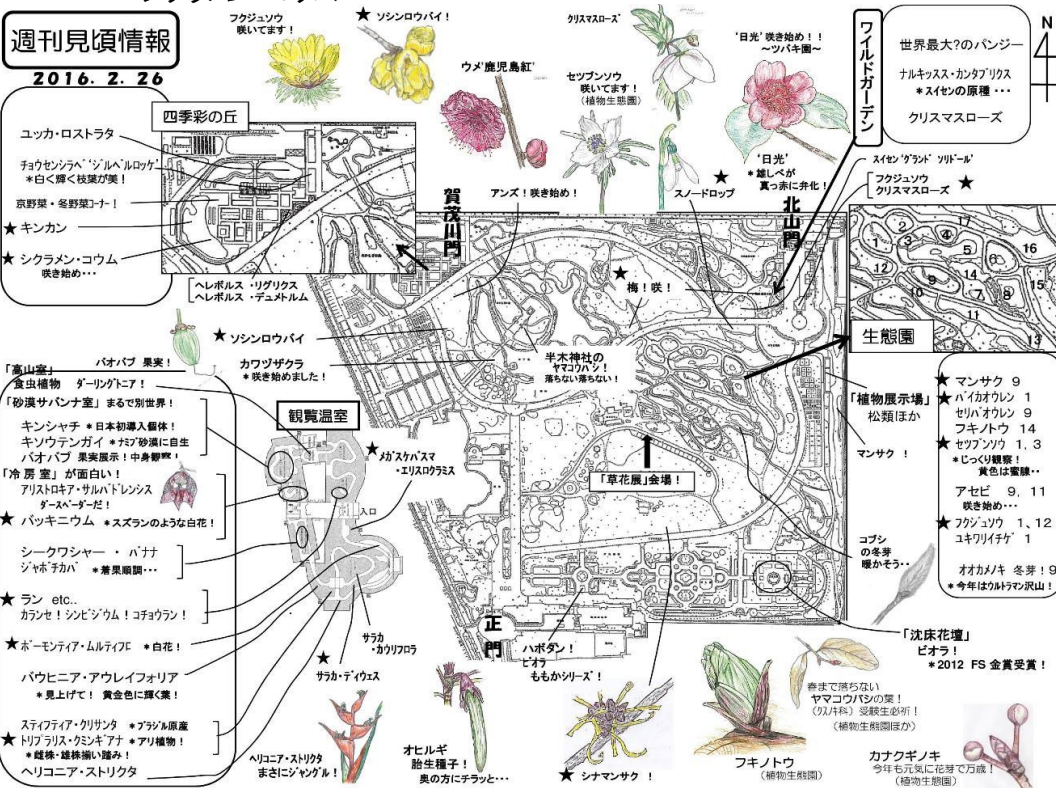 週刊見頃情報
2016. 2. 26
フクジュソウ
咲いてます！
★ ソシンロウバイ！
ウメ'鹿児島紅'
クリスマスローズ
セツブンソウ
咲いてます！
（植物生態園）
'日光' 咲き始め！！
～ツバキ園～
'日光'
＊雄しべが
真っ赤に弁化！
★
スノードロップ
ワイルドガーデン
世界最大?のパンジー
ナルキッスス・カンタブリクス
＊スイセンの原種・・・
クリスマスローズ
N
4
四季彩の丘
ユッカ・ロストラタ
チョウセンシラベ'ジルベルロッケ'
＊白く輝く枝葉が美！
京野菜・冬野菜コーナー！
★ キンカン
★ シクラメン・コウム
咲き始め・・・
ヘレボルス・リグリクス
ヘレボルス・デュメトルム
賀茂川門
アンズ！咲き始め！
北山門
スイセン'グランド ソリドール'
フクジュソウ
クリスマスローズ ★
★
梅！咲！
★ ソシンロウバイ
カワヅザクラ
＊咲き始めました！
半木神社の
ヤマコウバシ！
落ちない落ちない！
生態園
1
2
3
4
5
6
7
8
9
10
11
12
13
14
15
16
17
「植物展示場」
松類ほか
マンサク！
★ マンサク 9
★ バイカオウレン 1
セリバオウレン 9
フキノトウ 14
★ セツブンソウ 1, 3
＊じっくり観察！
黄色は蜜腺・・
アセビ 9, 11
咲き始め・・・
★ フクジュソウ 1、12
ユキワリイチゲ 1
オオカメノキ 冬芽！9
＊今年はウルトラマン沢山！
バオバブ 果実！
「高山室」
食虫植物 ダーリングトニア！
「砂漠サバンナ室」まるで別世界！
キンシャチ ＊日本初導入個体！
キソウテンガイ ＊ナミブ砂漠に自生
バオバブ 果実展示！中身観察！
「冷房室」が面白い！
アリストロキア・サルバドレンシス
ダースベーダーだ！
★ バッキニウム ＊スズランのような白花！
シークワシャー ・ バナナ
ジャボチカバ ＊着果順調・・・
★ ラン etc..
カランセ！シンビジウム！コチョウラン！
★ ボーモンティア・ムルティフロ ＊白花！
バウヒニア・アウレイフォリア
＊見上げて！ 黄金色に輝く葉！
スティフティア・クリサンタ ＊ブラジル原産
★ トリプラリス・クミンギアナ ＊アリ植物！
＊雌株・雄株揃い踏み！
ヘリコニア・ストリクタ
観覧温室
入口
★
メガスケパスマ
・エリスロクラミス
サラカ
・カウリフロラ
★
サラカ・ディウェス
「草花展」会場！
コブシ
の冬芽
暖かそう・・
正門
ハボダン！
ビオラ
ももかシリーズ！
「沈床花壇」
ビオラ！
＊2012 FS 金賞受賞！
ヘリコニア・ストリクタ
まさにジャングル！
オヒルギ
胎生種子！
奥の方にチラッと・・・
★ シナマンサク ！
フキノトウ
（植物生態園）
春まで落ちない
ヤマコウバシの葉！
（クスノキ科）受験生必祈！
（植物生態園ほか）
カナクギノキ
今年も元気に花芽で万歳！
（植物生態園）